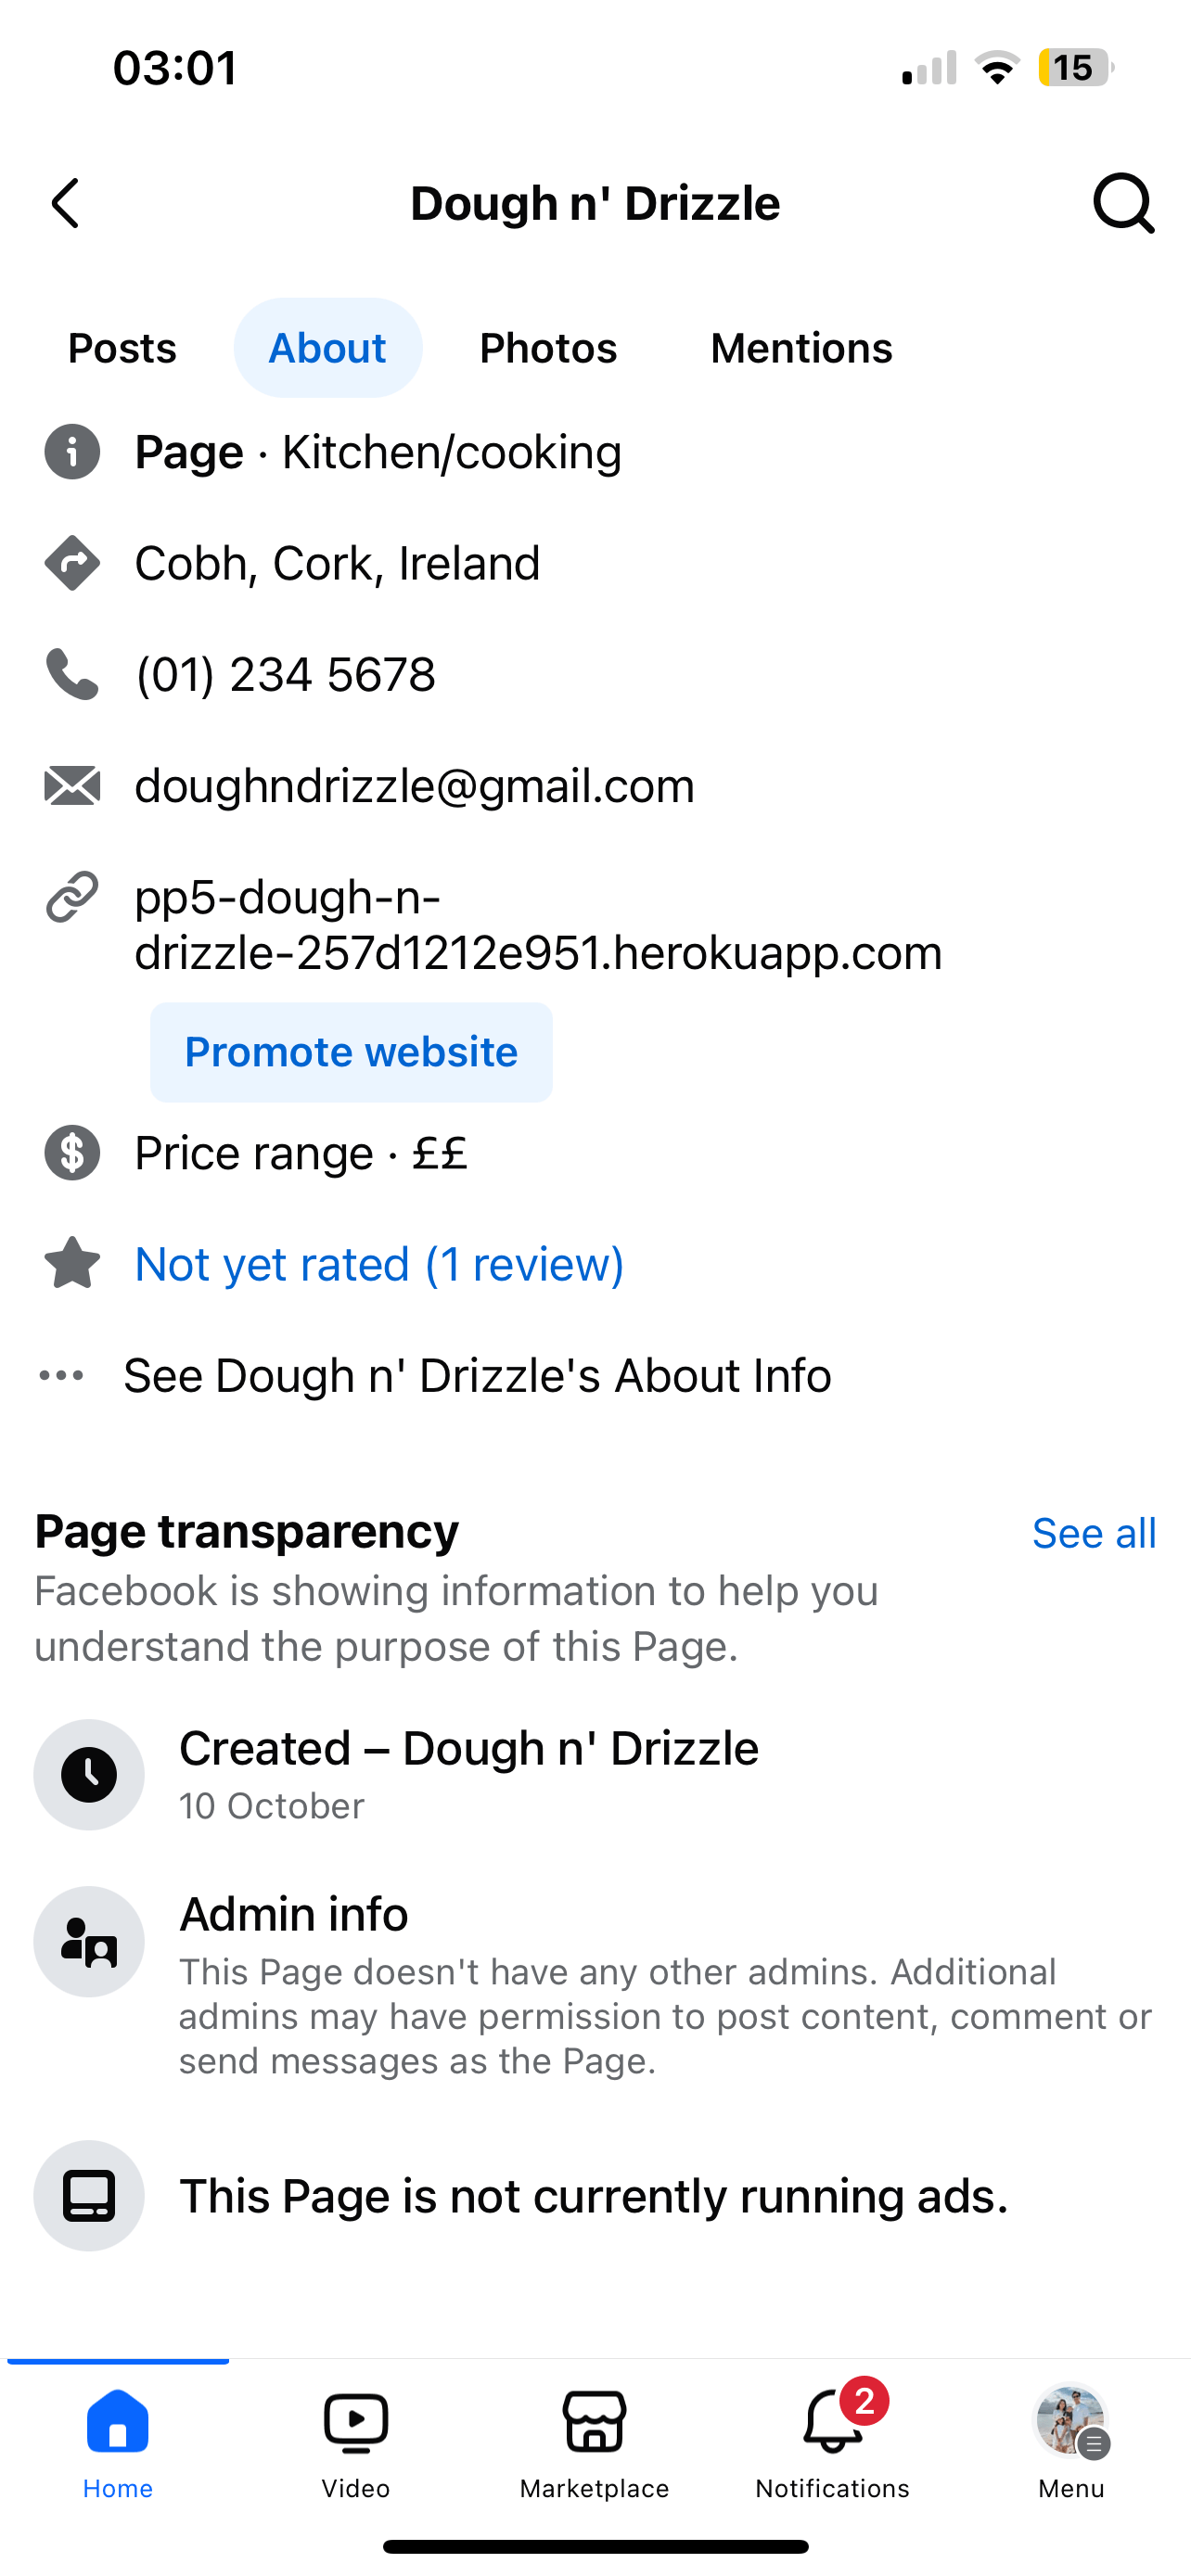 03:01
15
Dough n' Drizzle
Posts
About
Photos
Mentions
Page · Kitchen/cooking
Cobh, Cork, Ireland
(01) 234 5678
doughndrizzle@gmail.com
pp5-dough-n-
drizzle-257d1212e951.herokuapp.com
Promote website
Price range · ££
Not yet rated (1 review)
See Dough n' Drizzle's About Info
Page transparency
See all
Facebook is showing information to help you
understand the purpose of this Page.
Created – Dough n' Drizzle
10 October
Admin info
This Page doesn't have any other admins. Additional
admins may have permission to post content, comment or
send messages as the Page.
This Page is not currently running ads.
2
Home
Video
Marketplace
Notifications
Menu